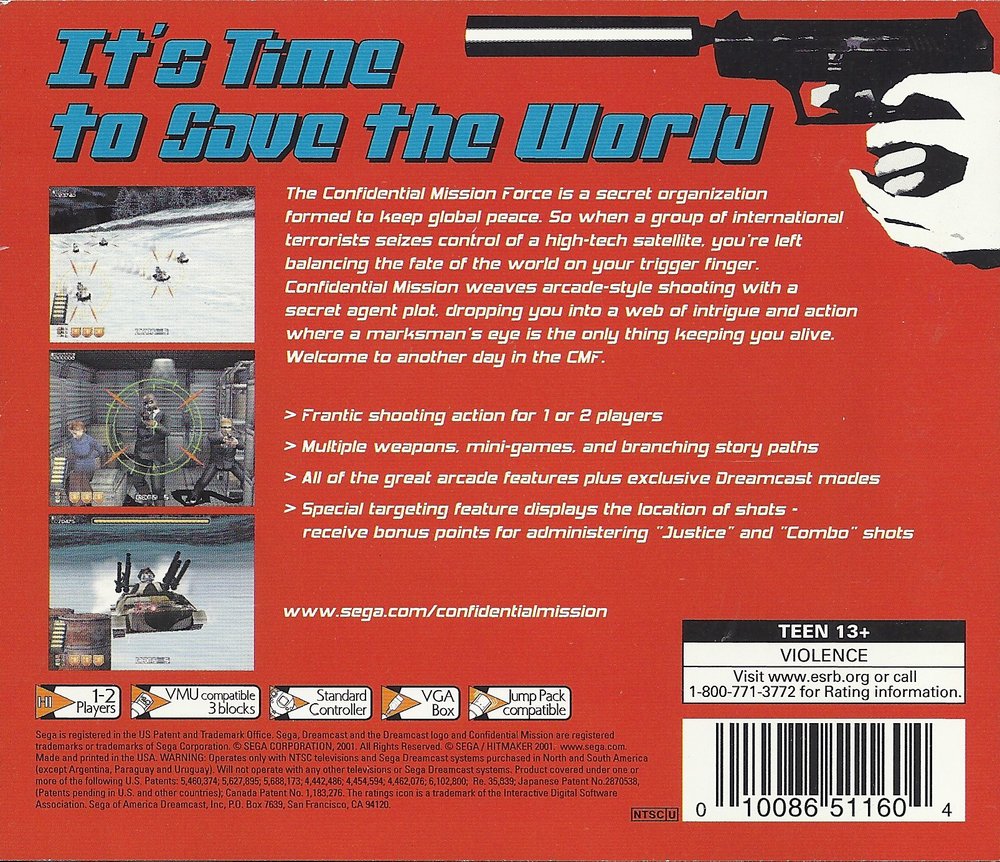 It's Time
to Save the World
The Confidential Mission Force is a secret organization
formed to keep global peace. So when a group of international
terrorists seizes control of a high-tech satellite, you're left
balancing the fate of the world on your trigger finger.
Confidential Mission weaves arcade-style shooting with a
secret agent plot, dropping you into a web of intrigue and action
where a marksman's eye is the only thing keeping you alive.
Welcome to another day in the CMF.
> Frantic shooting action for 1 or 2 players
> Multiple weapons, mini-games, and branching story paths
> All of the great arcade features plus exclusive Dreamcast modes
> Special targeting feature displays the location of shots -
receive bonus points for administering "Justice" and "Combo" shots
www.sega.com/confidentialmission
TEEN 13+
VIOLENCE
Visit www.esrb.org or call
1-800-771-3772 for Rating information.
1-2
Players
VMU compatible
3 blocks
Standard
Controller
VGA
Box
Jump Pack
compatible
Sega is registered in the US Patent and Trademark Office. Sega, Dreamcast and the Dreamcast logo and Confidential Mission are registered
trademarks or trademarks of Sega Corporation. © SEGA CORPORATION, 2001. All Rights Reserved. © SEGA / HITMAKER 2001. www.sega.com.
Made and printed in the USA. WARNING: Operates only with NTSC televisions and Sega Dreamcast systems purchased in North and South America
(except Argentina, Paraguay and Uruguay). Will not operate with any other televisions or Sega Dreamcast systems. Product covered under one or
more of the following U.S. Patents: 5,460,374; 5,627,895; 5,688,173; 4,442,486; 4,454,594; 4,462,076; 6,102,800; Re. 35,839; Japanese Patent No. 2870538,
(Patents pending in U.S. and other countries); Canada Patent No. 1,183,276. The ratings icon is a trademark of the Interactive Digital Software
Association. Sega of America Dreamcast, Inc, P.O. Box 7639, San Francisco, CA 94120.
NTSC U
0 10086 51160 4